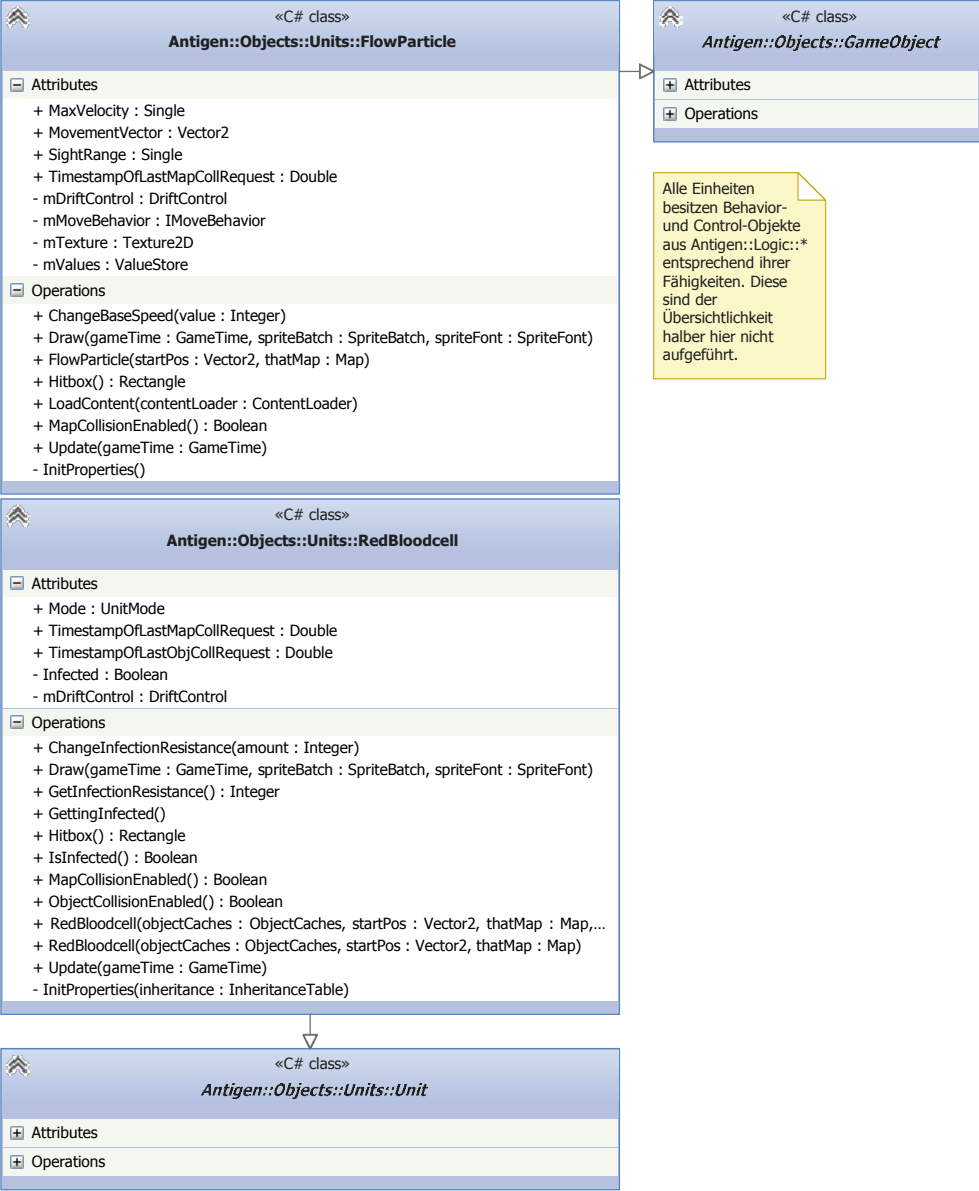 «C# class»
Antigen::Objects::Units::FlowParticle
Attributes
+ MaxVelocity : Single
+ MovementVector : Vector2
+ SightRange : Single
+ TimestampOfLastMapCollRequest : Double
- mDriftControl : DriftControl
- mMoveBehavior : IMoveBehavior
- mTexture : Texture2D
- mValues : ValueStore
Operations
+ ChangeBaseSpeed(value : Integer)
+ Draw(gameTime : GameTime, spriteBatch : SpriteBatch, spriteFont : SpriteFont)
+ FlowParticle(startPos : Vector2, thatMap : Map)
+ Hitbox() : Rectangle
+ LoadContent(contentLoader : ContentLoader)
+ MapCollisionEnabled() : Boolean
+ Update(gameTime : GameTime)
- InitProperties()
«C# class»
Antigen::Objects::GameObject
Attributes
Operations
Alle Einheiten
besitzen Behavior-
und Control-Objekte
aus Antigen::Logic::*
entsprechend ihrer
Fähigkeiten. Diese
sind der
Übersichtlichkeit
halber hier nicht
aufgeführt.
«C# class»
Antigen::Objects::Units::RedBloodcell
Attributes
+ Mode : UnitMode
+ TimestampOfLastMapCollRequest : Double
+ TimestampOfLastObjCollRequest : Double
- Infected : Boolean
- mDriftControl : DriftControl
Operations
+ ChangeInfectionResistance(amount : Integer)
+ Draw(gameTime : GameTime, spriteBatch : SpriteBatch, spriteFont : SpriteFont)
+ GetInfectionResistance() : Integer
+ GettingInfected()
+ Hitbox() : Rectangle
+ IsInfected() : Boolean
+ MapCollisionEnabled() : Boolean
+ ObjectCollisionEnabled() : Boolean
+ RedBloodcell(objectCaches : ObjectCaches, startPos : Vector2, thatMap : Map,...
+ RedBloodcell(objectCaches : ObjectCaches, startPos : Vector2, thatMap : Map)
+ Update(gameTime : GameTime)
- InitProperties(inheritance : InheritanceTable)
«C# class»
Antigen::Objects::Units::Unit
Attributes
Operations